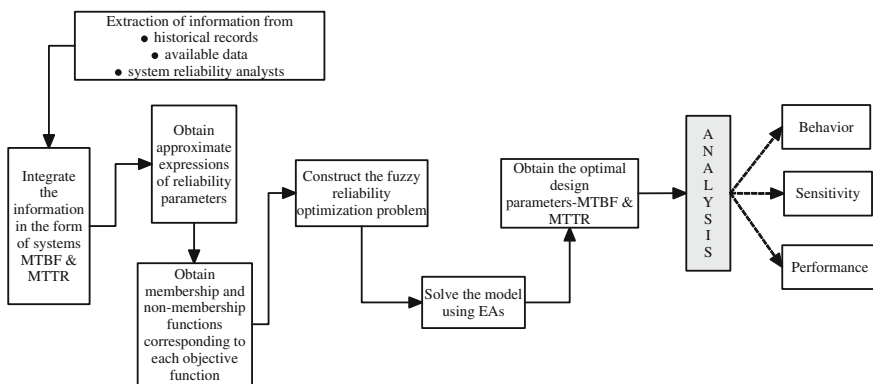 Extraction of information from
● historical records
● available data
● system reliability analysts
Integrate
the
information
in the form
of systems
MTBF &
MTTR
Obtain
approximate
expressions
of reliability
parameters
Obtain
membership and
non-membership
functions
corresponding to
each objective
function
Construct the fuzzy
reliability
optimization problem
Solve the model
using EAs
Obtain the optimal
design
parameters-MTBF &
MTTR
A
N
A
L
Y
S
I
S
Behavior
Sensitivity
Performance